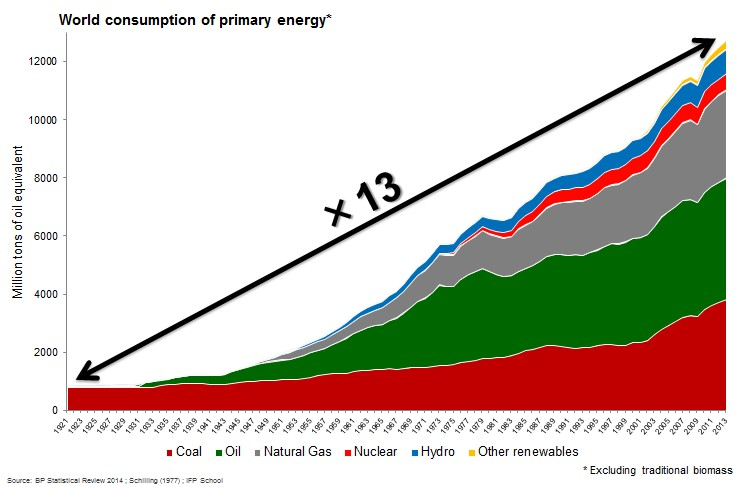 World consumption of primary energy*
Million tons of oil equivalent
12000
10000
8000
6000
4000
2000
0
x 13
1921 1923 1925 1927 1929 1931 1933 1935 1937 1939 1941 1943 1945 1947 1949 1951 1953 1955 1957 1959 1961 1963 1965 1967 1969 1971 1973 1975 1977 1979 1981 1983 1985 1987 1989 1991 1993 1995 1997 1999 2001 2003 2005 2007 2009 2011 2013
Coal Oil Natural Gas Nuclear Hydro Other renewables
* Excluding traditional biomass
Source: BP Statistical Review 2014 ; Schilling (1977) ; IFP School